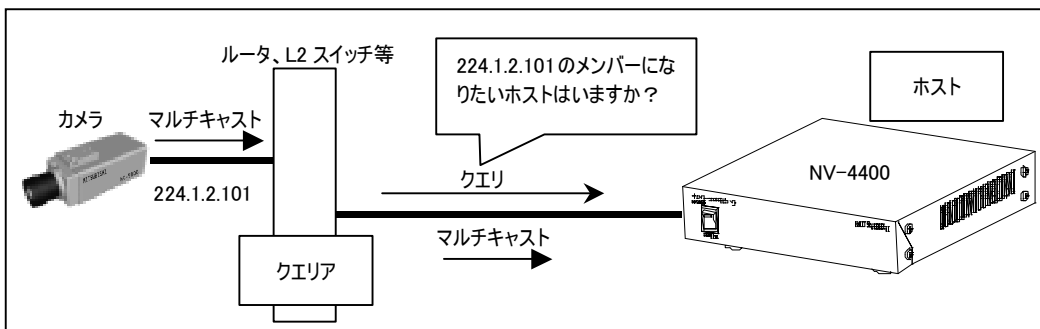 ルータ、L2 スイッチ等
224.1.2.101 のメンバーにな
りたいホストはいますか?
ホスト
カメラ
マルチキャスト
224.1.2.101
クエリ
NV-4400
マルチキャスト
クエリア